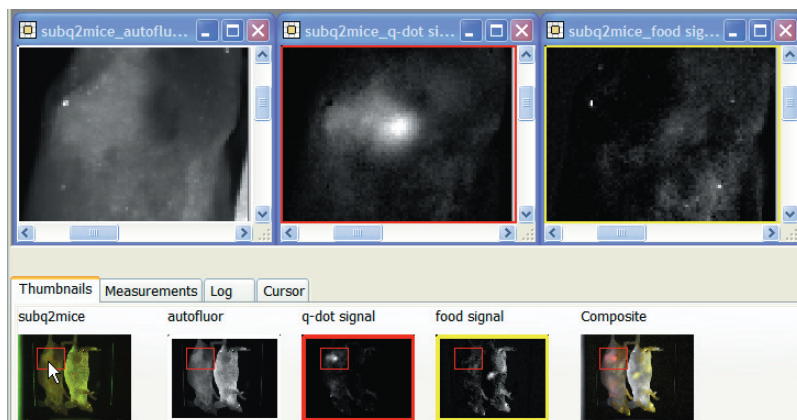 subq2mice_autoflu... subq2mice_q-dot si... subq2mice_food sig...
Thumbnails Measurements Log Cursor
subq2mice autofluor q-dot signal food signal Composite